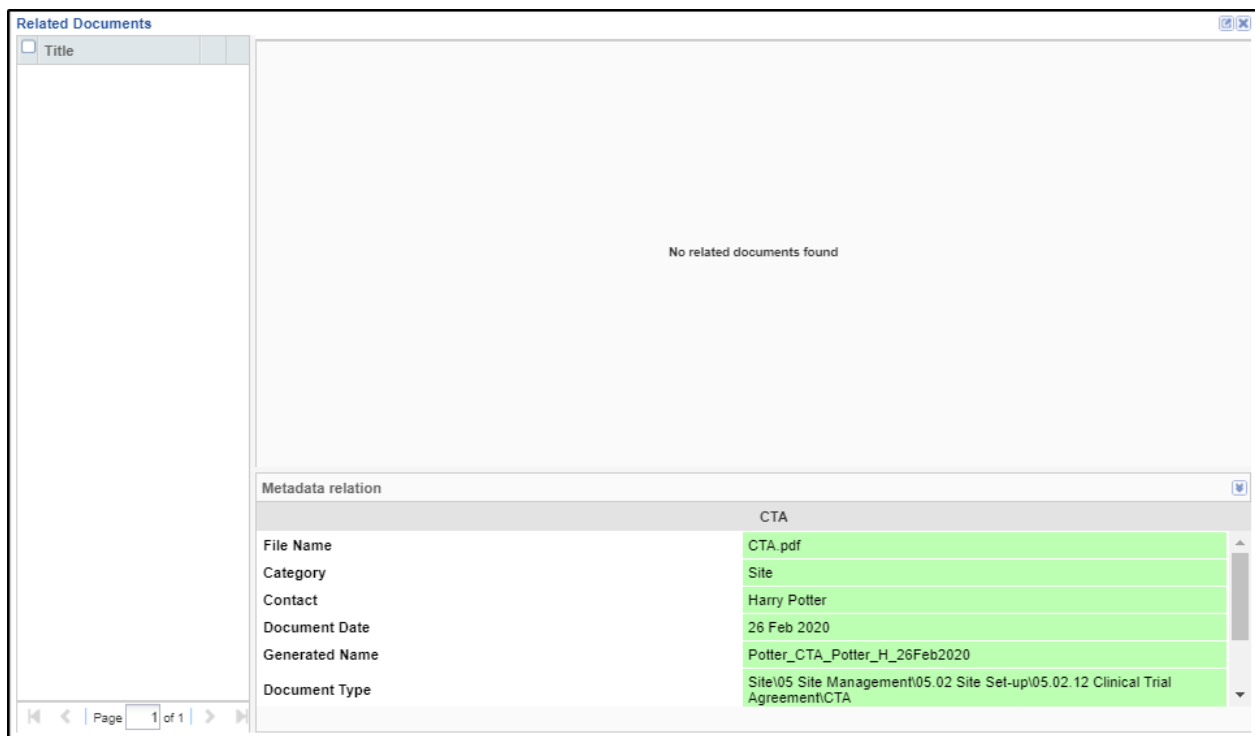 Related Documents
Title
No related documents found
Metadata relation
CTA
File Name CTA.pdf
Category Site
Contact Harry Potter
Document Date 26 Feb 2020
Generated Name Potter_CTA_Potter_H_26Feb2020
Document Type Site\05 Site Management\05.02 Site Set-up\05.02.12 Clinical Trial
Agreement\CTA
Page 1 of 1